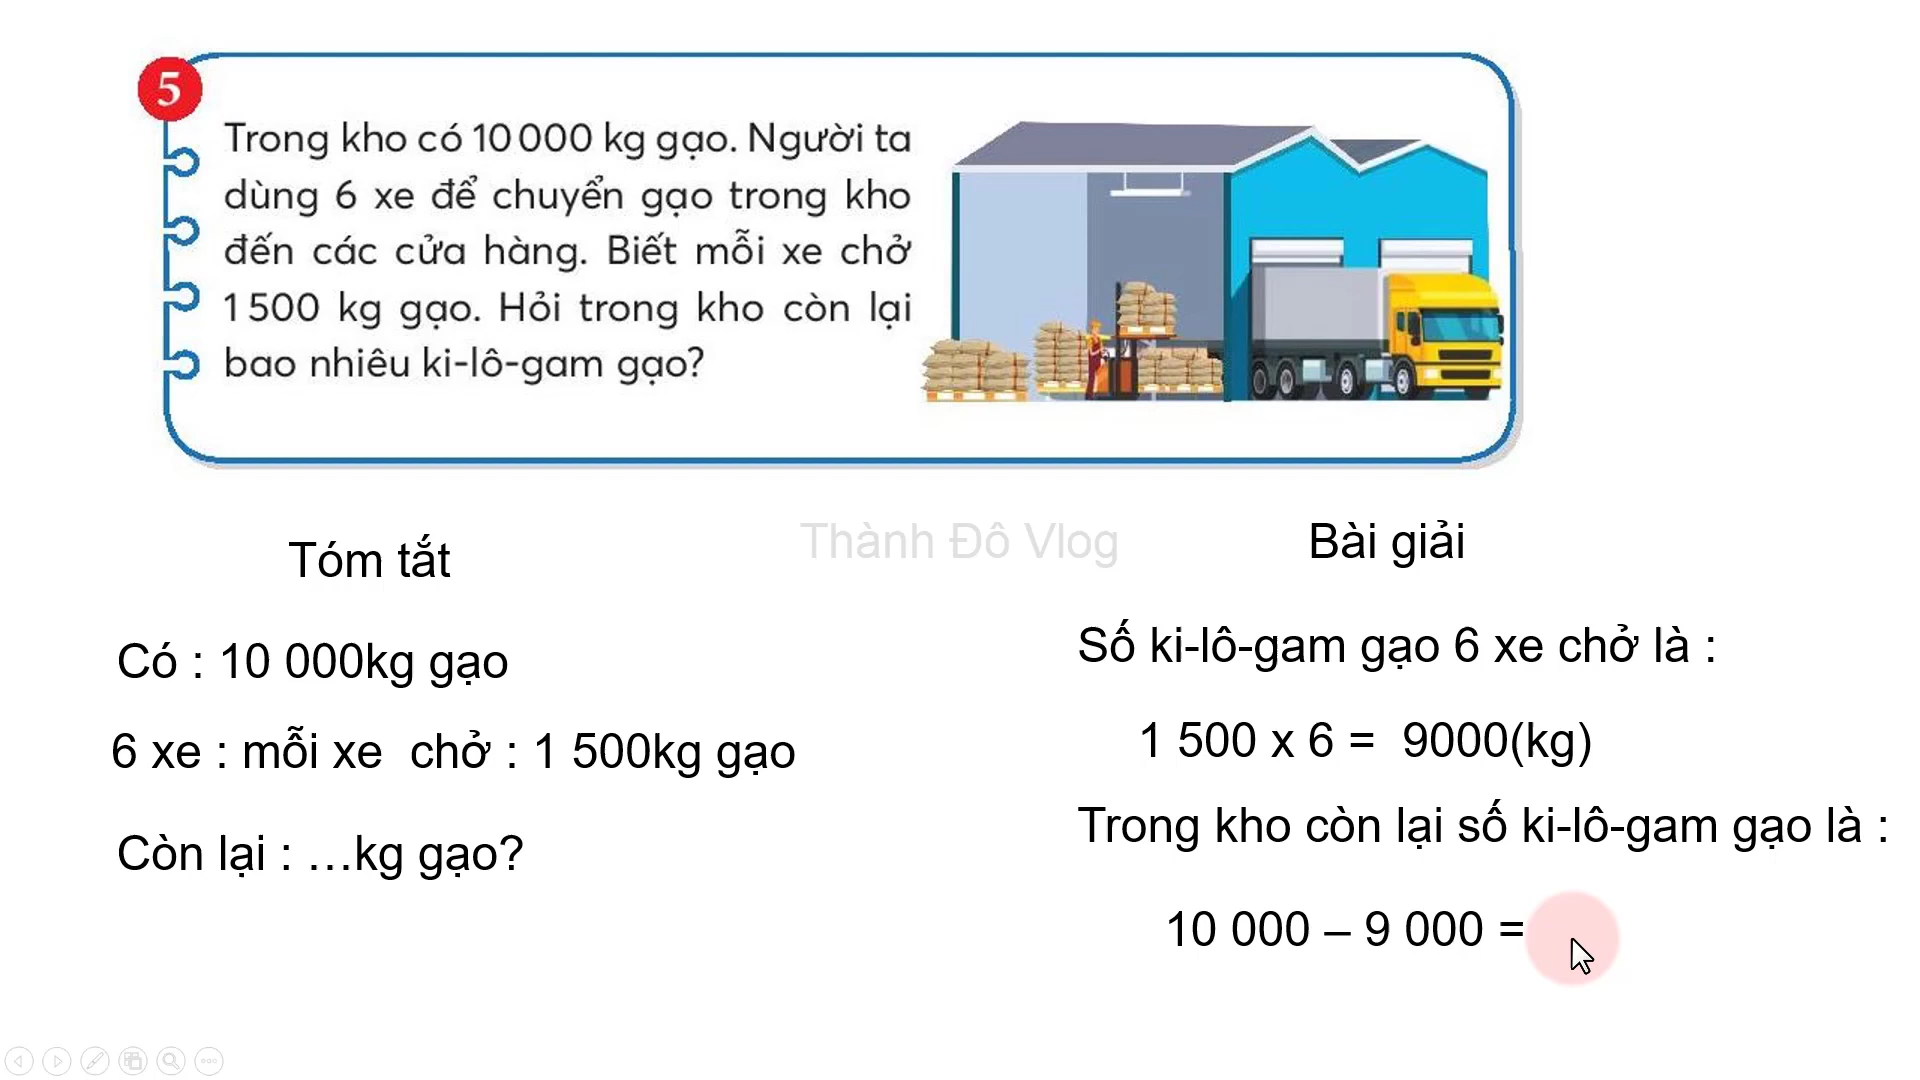 5
Trong kho có 10 000 kg gạo. Người ta
dùng 6 xe để chuyển gạo trong kho
đến các cửa hàng. Biết mỗi xe chở
1 500 kg gạo. Hỏi trong kho còn lại
bao nhiêu ki-lô-gam gạo?
Thành Đô Vlog
Tóm tắt
Có : 10 000kg gạo
6 xe : mỗi xe  chở : 1 500kg gạo
Còn lại : …kg gạo?
Bài giải
Số ki-lô-gam gạo 6 xe chở là :
1 500 x 6 =  9000(kg)
Trong kho còn lại số ki-lô-gam gạo là :
10 000 – 9 000 =